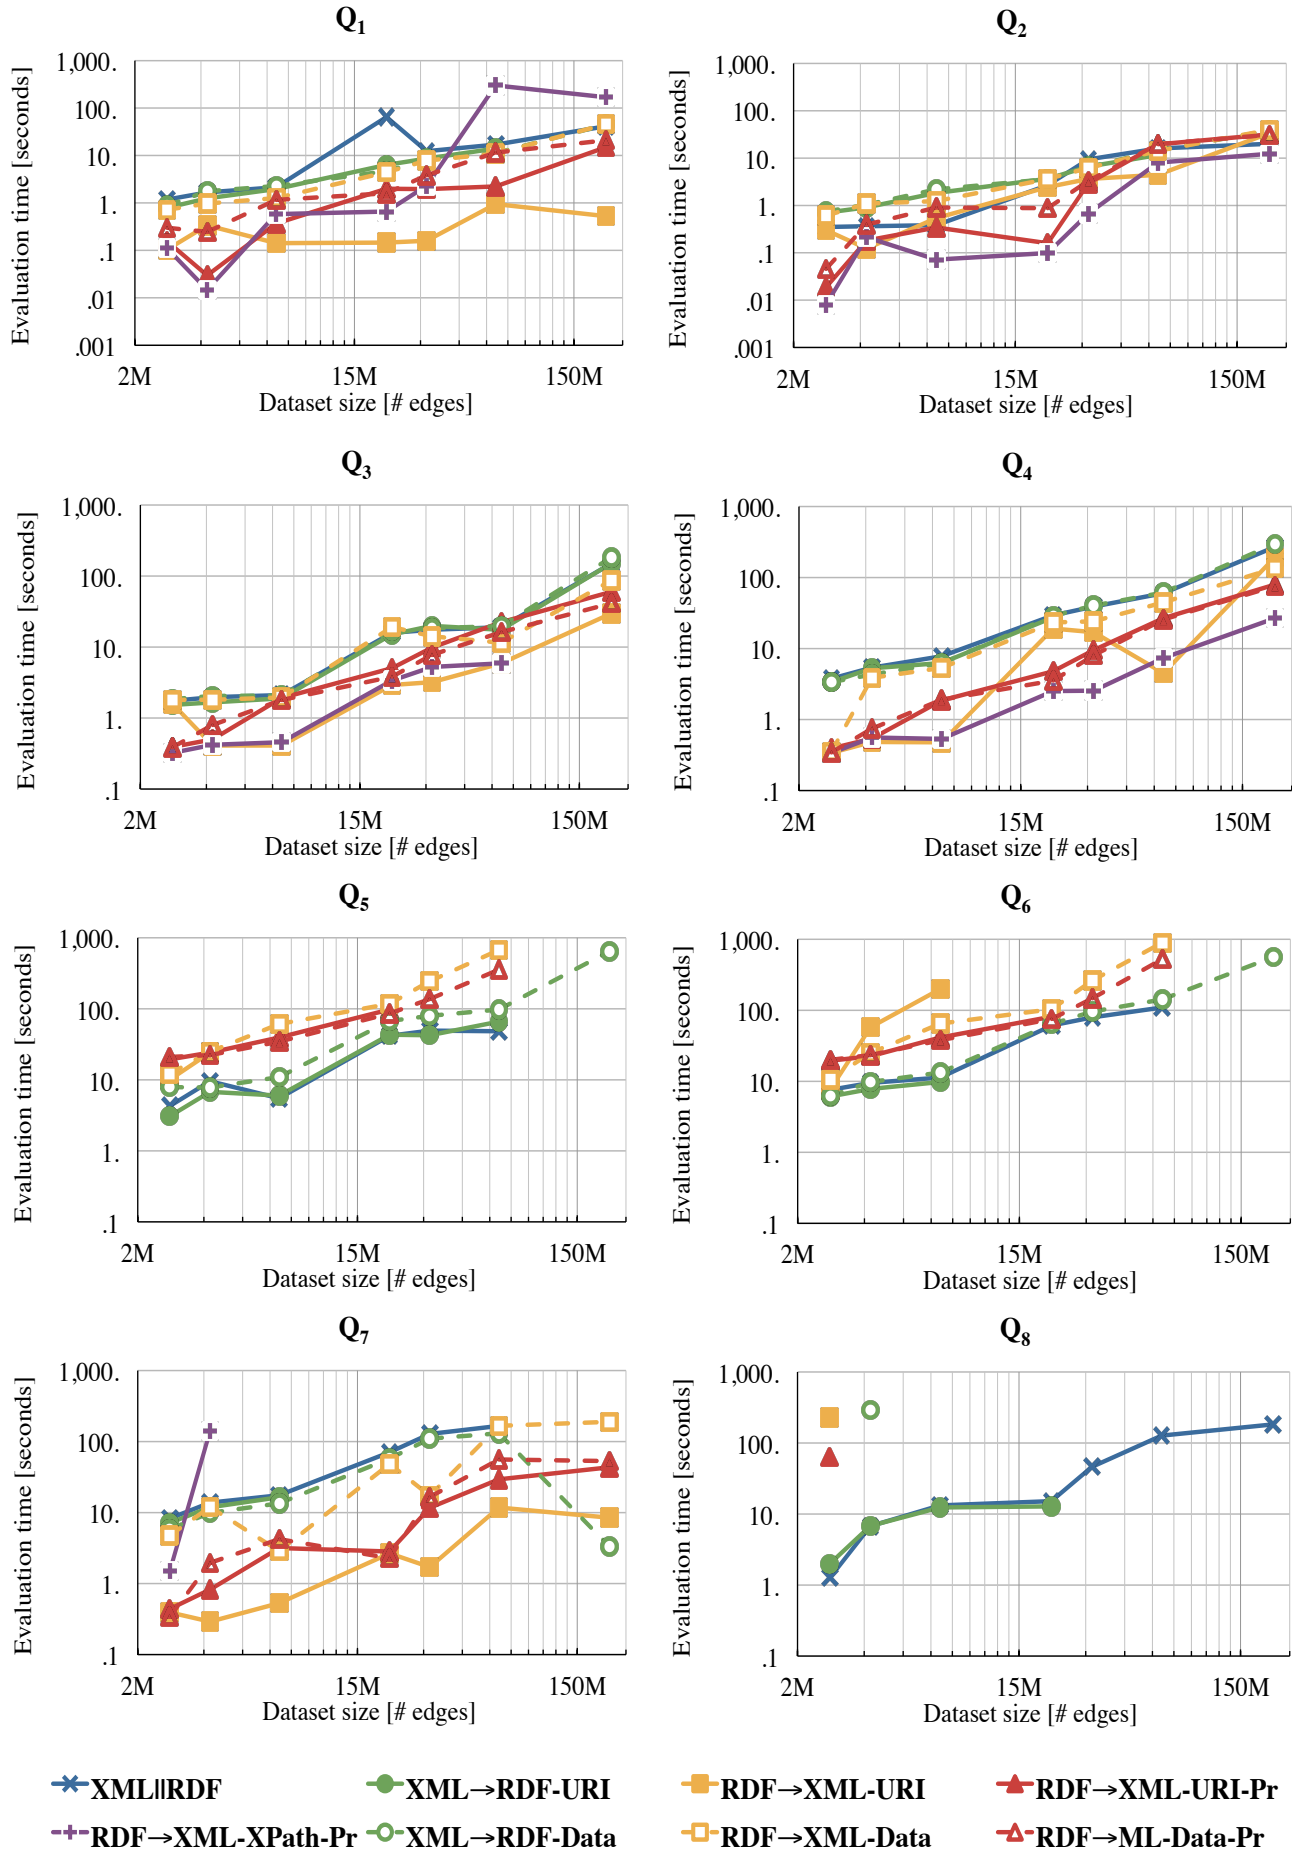 Q1
Q2
Evaluation time [seconds]
1,000.
100.
10.
1.
.1
.01
.001
2M 15M 150M
Dataset size [# edges]
Evaluation time [seconds]
1,000.
100.
10.
1.
.1
.01
.001
2M 15M 150M
Dataset size [# edges]
Q3
Q4
Evaluation time [seconds]
1,000.
100.
10.
1.
.1
2M 15M 150M
Dataset size [# edges]
Evaluation time [seconds]
1,000.
100.
10.
1.
.1
2M 15M 150M
Dataset size [# edges]
Q5
Q6
Evaluation time [seconds]
1,000.
100.
10.
1.
.1
2M 15M 150M
Dataset size [# edges]
Evaluation time [seconds]
1,000.
100.
10.
1.
.1
2M 15M 150M
Dataset size [# edges]
Q7
Q8
Evaluation time [seconds]
1,000.
100.
10.
1.
.1
2M 15M 150M
Dataset size [# edges]
Evaluation time [seconds]
1,000.
100.
10.
1.
.1
2M 15M 150M
Dataset size [# edges]
XML||RDF XML→RDF-URI RDF→XML-URI RDF→XML-URI-Pr
RDF→XML-XPath-Pr XML→RDF-Data RDF→XML-Data RDF→ML-Data-Pr